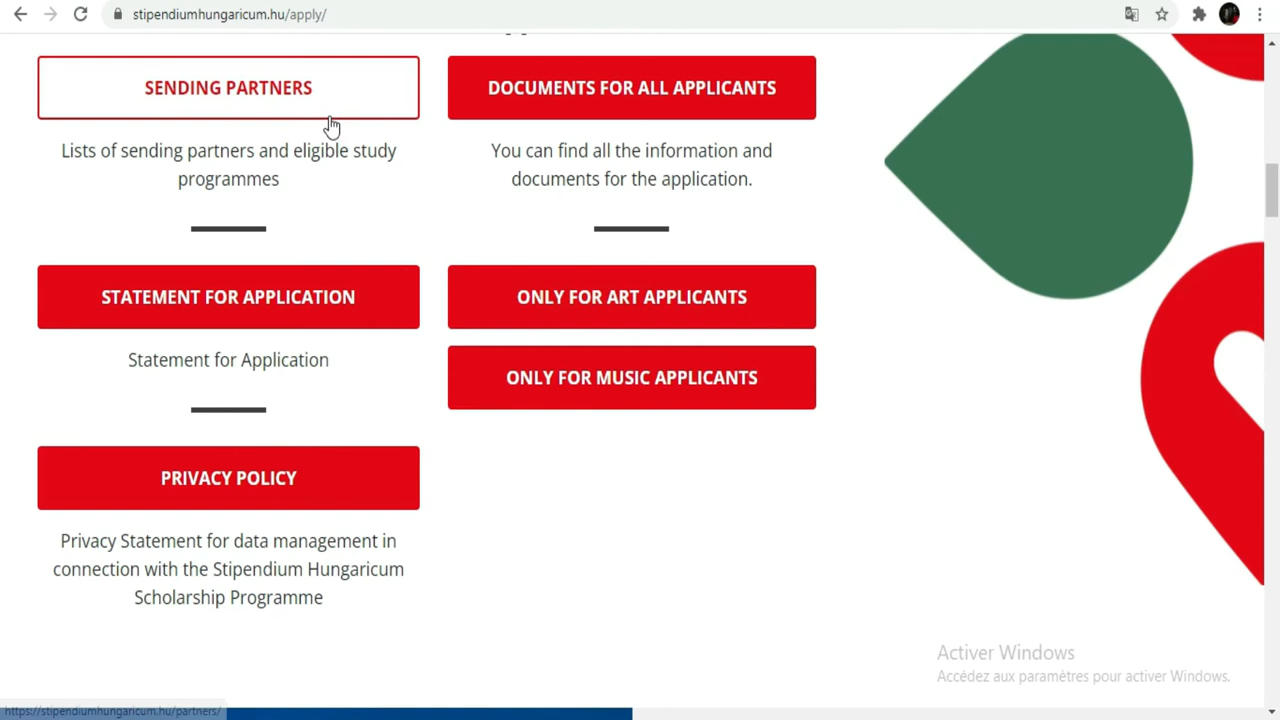 stipendiumhungaricum.hu/apply/
SENDING PARTNERS
Lists of sending partners and eligible study
programmes
STATEMENT FOR APPLICATION
Statement for Application
PRIVACY POLICY
Privacy Statement for data management in
connection with the Stipendium Hungaricum
Scholarship Programme
DOCUMENTS FOR ALL APPLICANTS
You can find all the information and
documents for the application.
ONLY FOR ART APPLICANTS
ONLY FOR MUSIC APPLICANTS
Activer Windows
Accédez aux paramètres pour activer Windows.
https://stipendiumhungaricum.hu/partners/